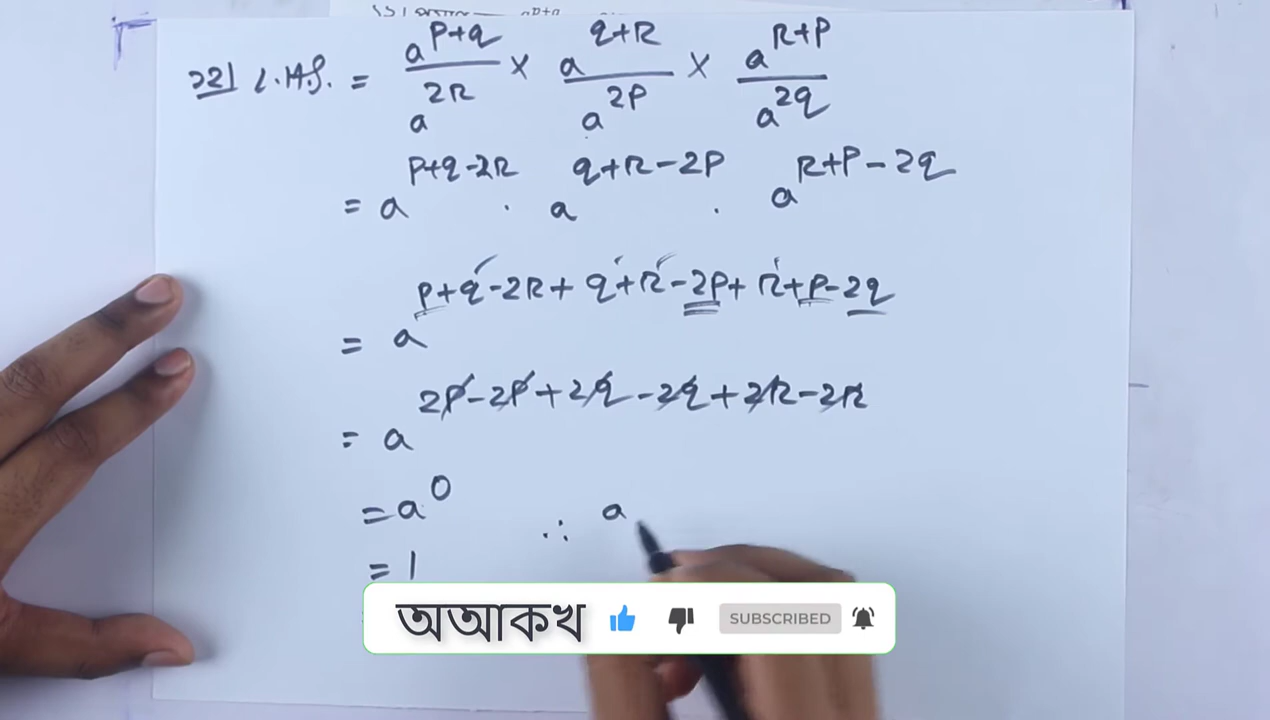 ১২। L.H.S. = a^(P+q)/a^(2R) × a^(q+R)/a^(2P) × a^(R+P)/a^(2q)
= a^(P+q-2R) . a^(q+R-2P) . a^(R+P-2q)
= a^(P+q-2R+q+R-2P+R+P-2q)
= a^(2P-2P+2q-2q+2R-2R)
= a^0 ∴ a
= 1
অআকখ SUBSCRIBED